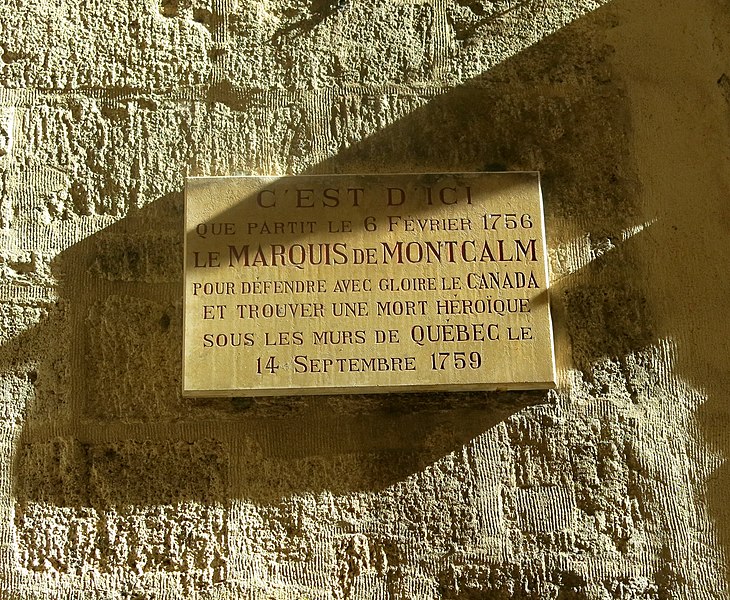 C'EST D'ICI
QUE PARTIT LE 6 FÉVRIER 1756
LE MARQUIS DE MONTCALM
POUR DÉFENDRE AVEC GLOIRE LE CANADA
ET TROUVER UNE MORT HÉROÏQUE
SOUS LES MURS DE QUÉBEC LE
14 SEPTEMBRE 1759